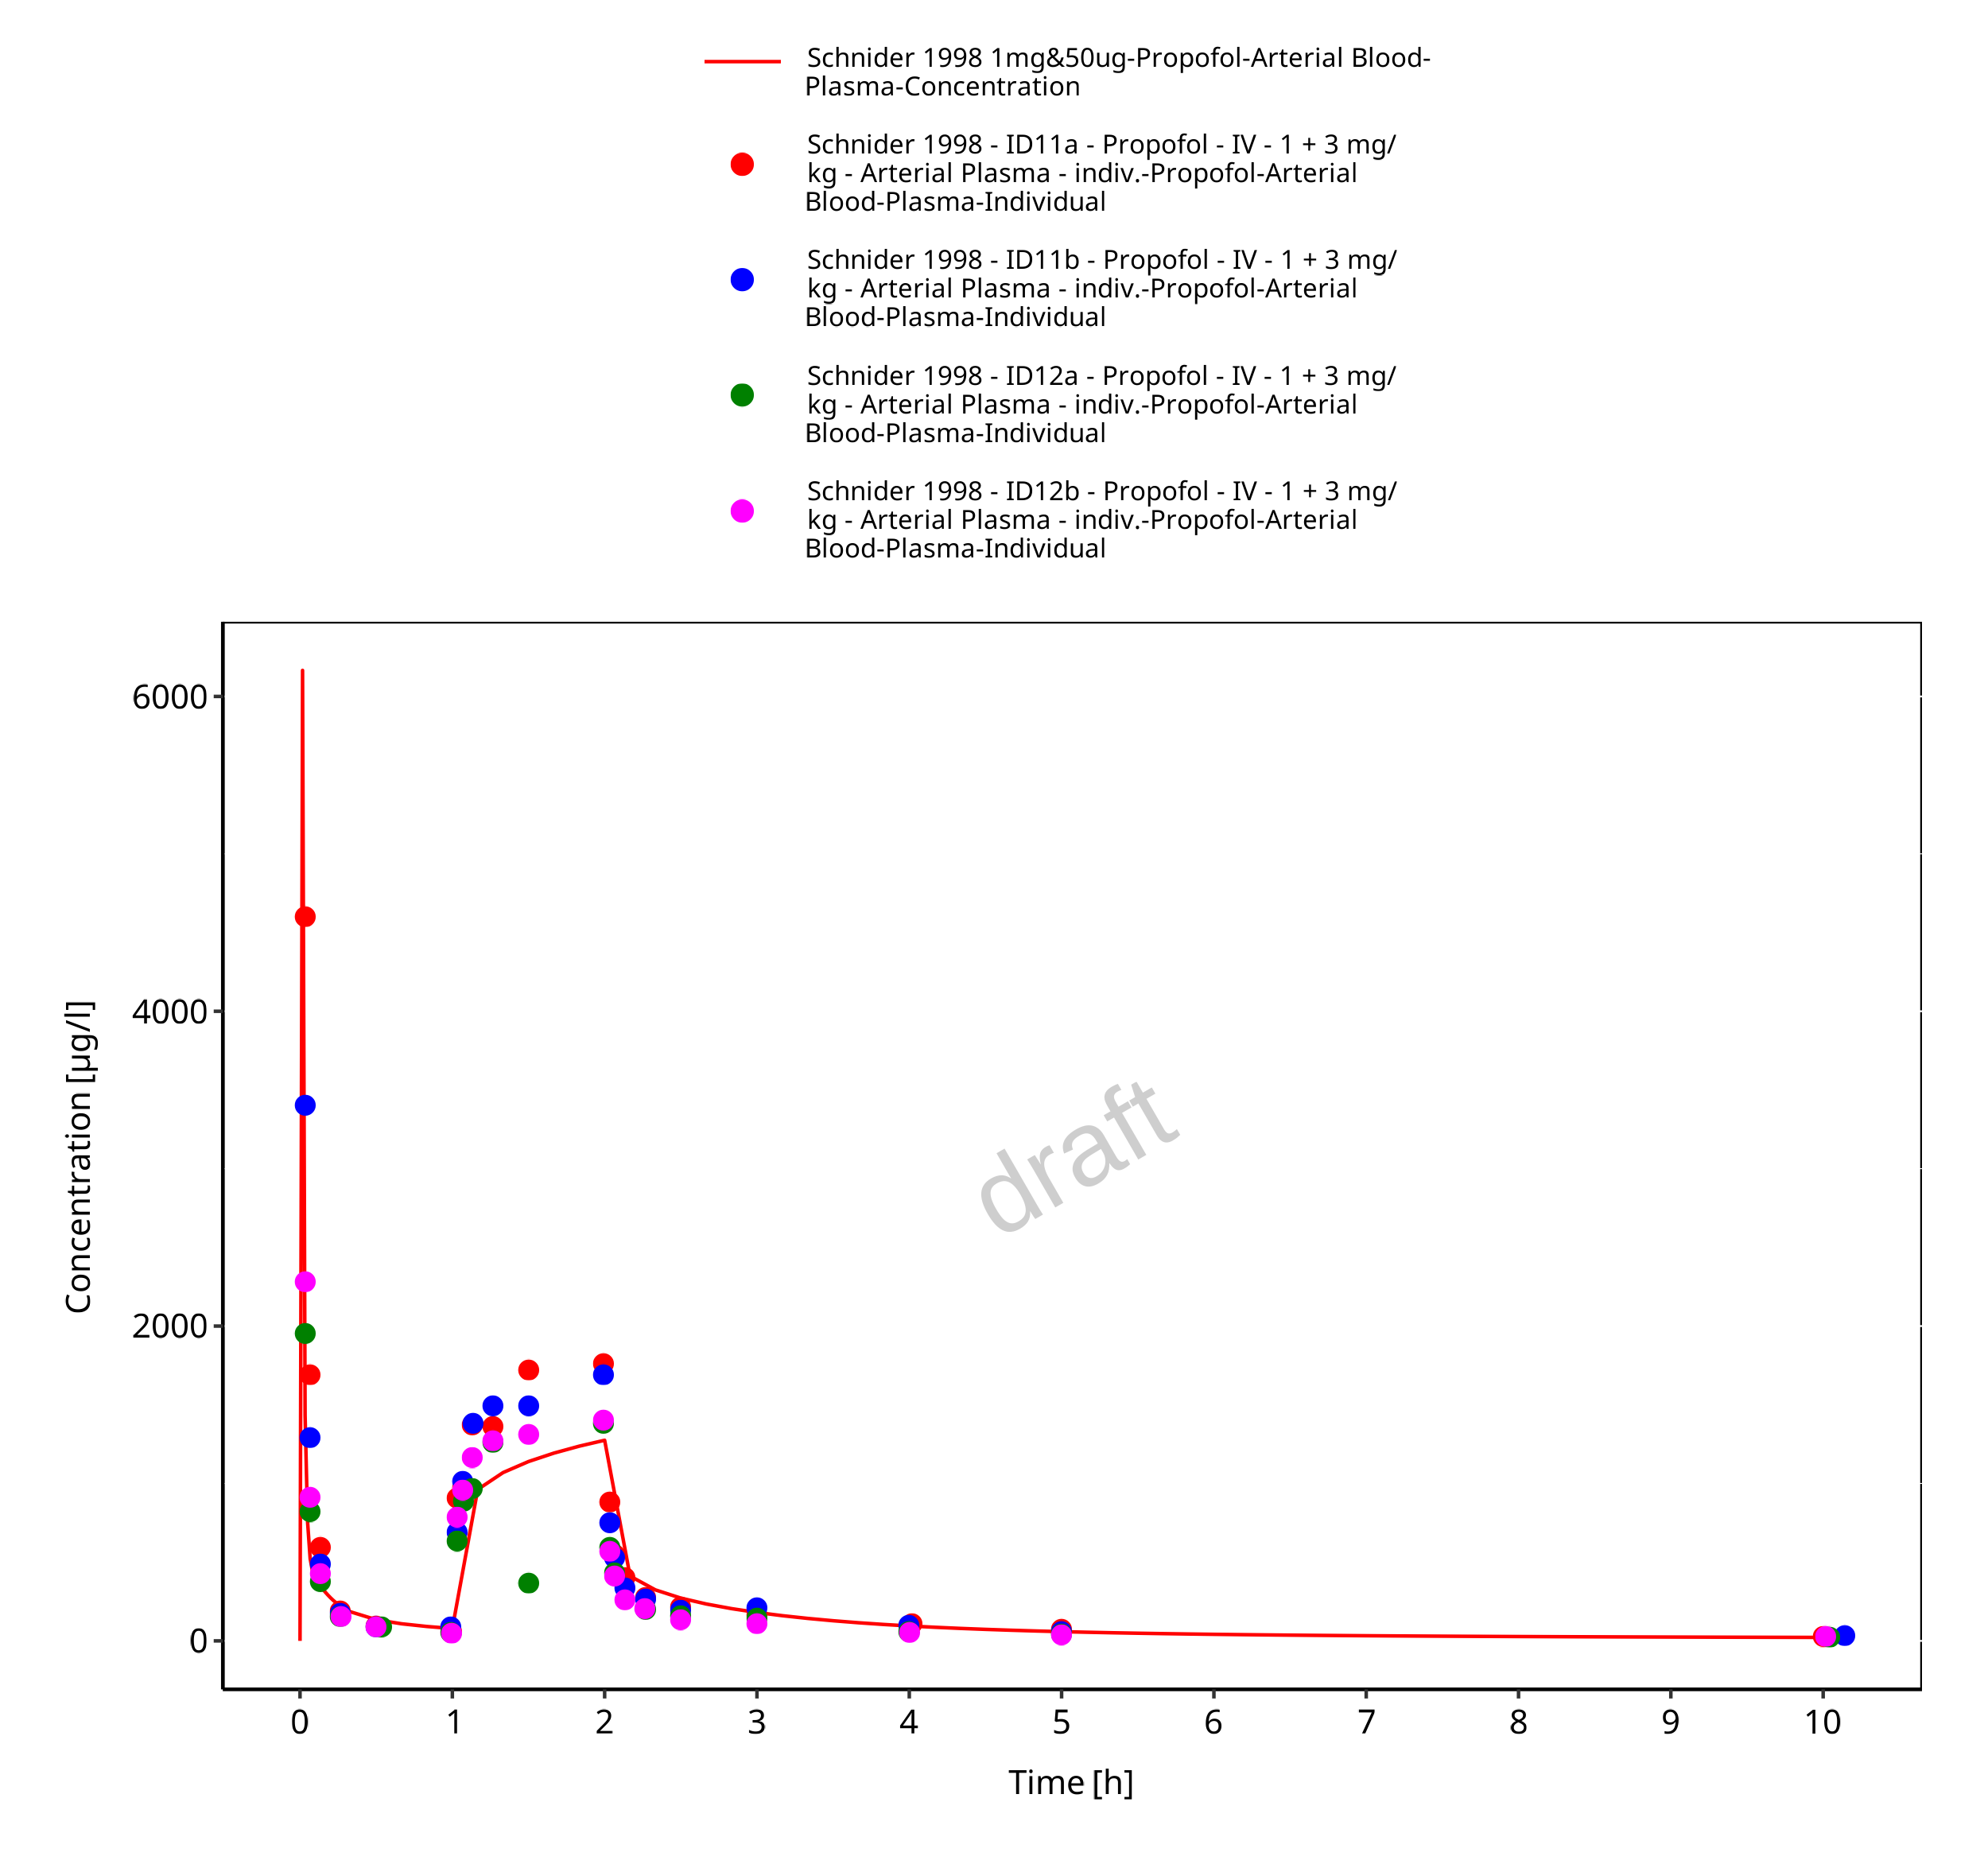 Schnider 1998 1mg&50ug-Propofol-Arterial Blood-
Plasma-Concentration
Schnider 1998 - ID11a - Propofol - IV - 1 + 3 mg/
kg - Arterial Plasma - indiv.-Propofol-Arterial
Blood-Plasma-Individual
Schnider 1998 - ID11b - Propofol - IV - 1 + 3 mg/
kg - Arterial Plasma - indiv.-Propofol-Arterial
Blood-Plasma-Individual
Schnider 1998 - ID12a - Propofol - IV - 1 + 3 mg/
kg - Arterial Plasma - indiv.-Propofol-Arterial
Blood-Plasma-Individual
Schnider 1998 - ID12b - Propofol - IV - 1 + 3 mg/
kg - Arterial Plasma - indiv.-Propofol-Arterial
Blood-Plasma-Individual
6000
4000
2000
0
Concentration [µg/l]
draft
0 1 2 3 4 5 6 7 8 9 10
Time [h]